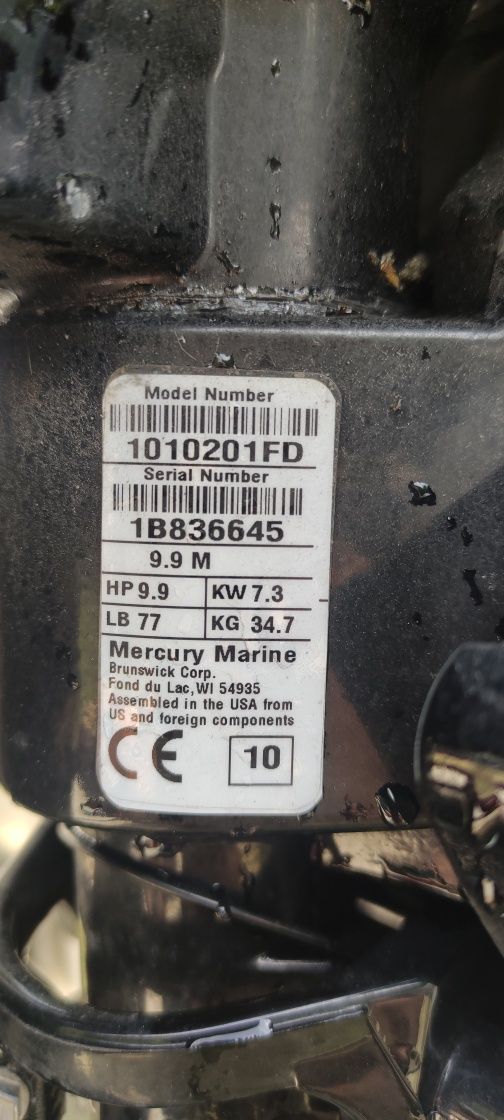 Model Number
1010201FD
Serial Number
1B836645
9.9 M
HP 9.9 KW 7.3
LB 77 KG 34.7
Mercury Marine
Brunswick Corp.
Fond du Lac, WI 54935
Assembled in the USA from
US and foreign components
CE 10